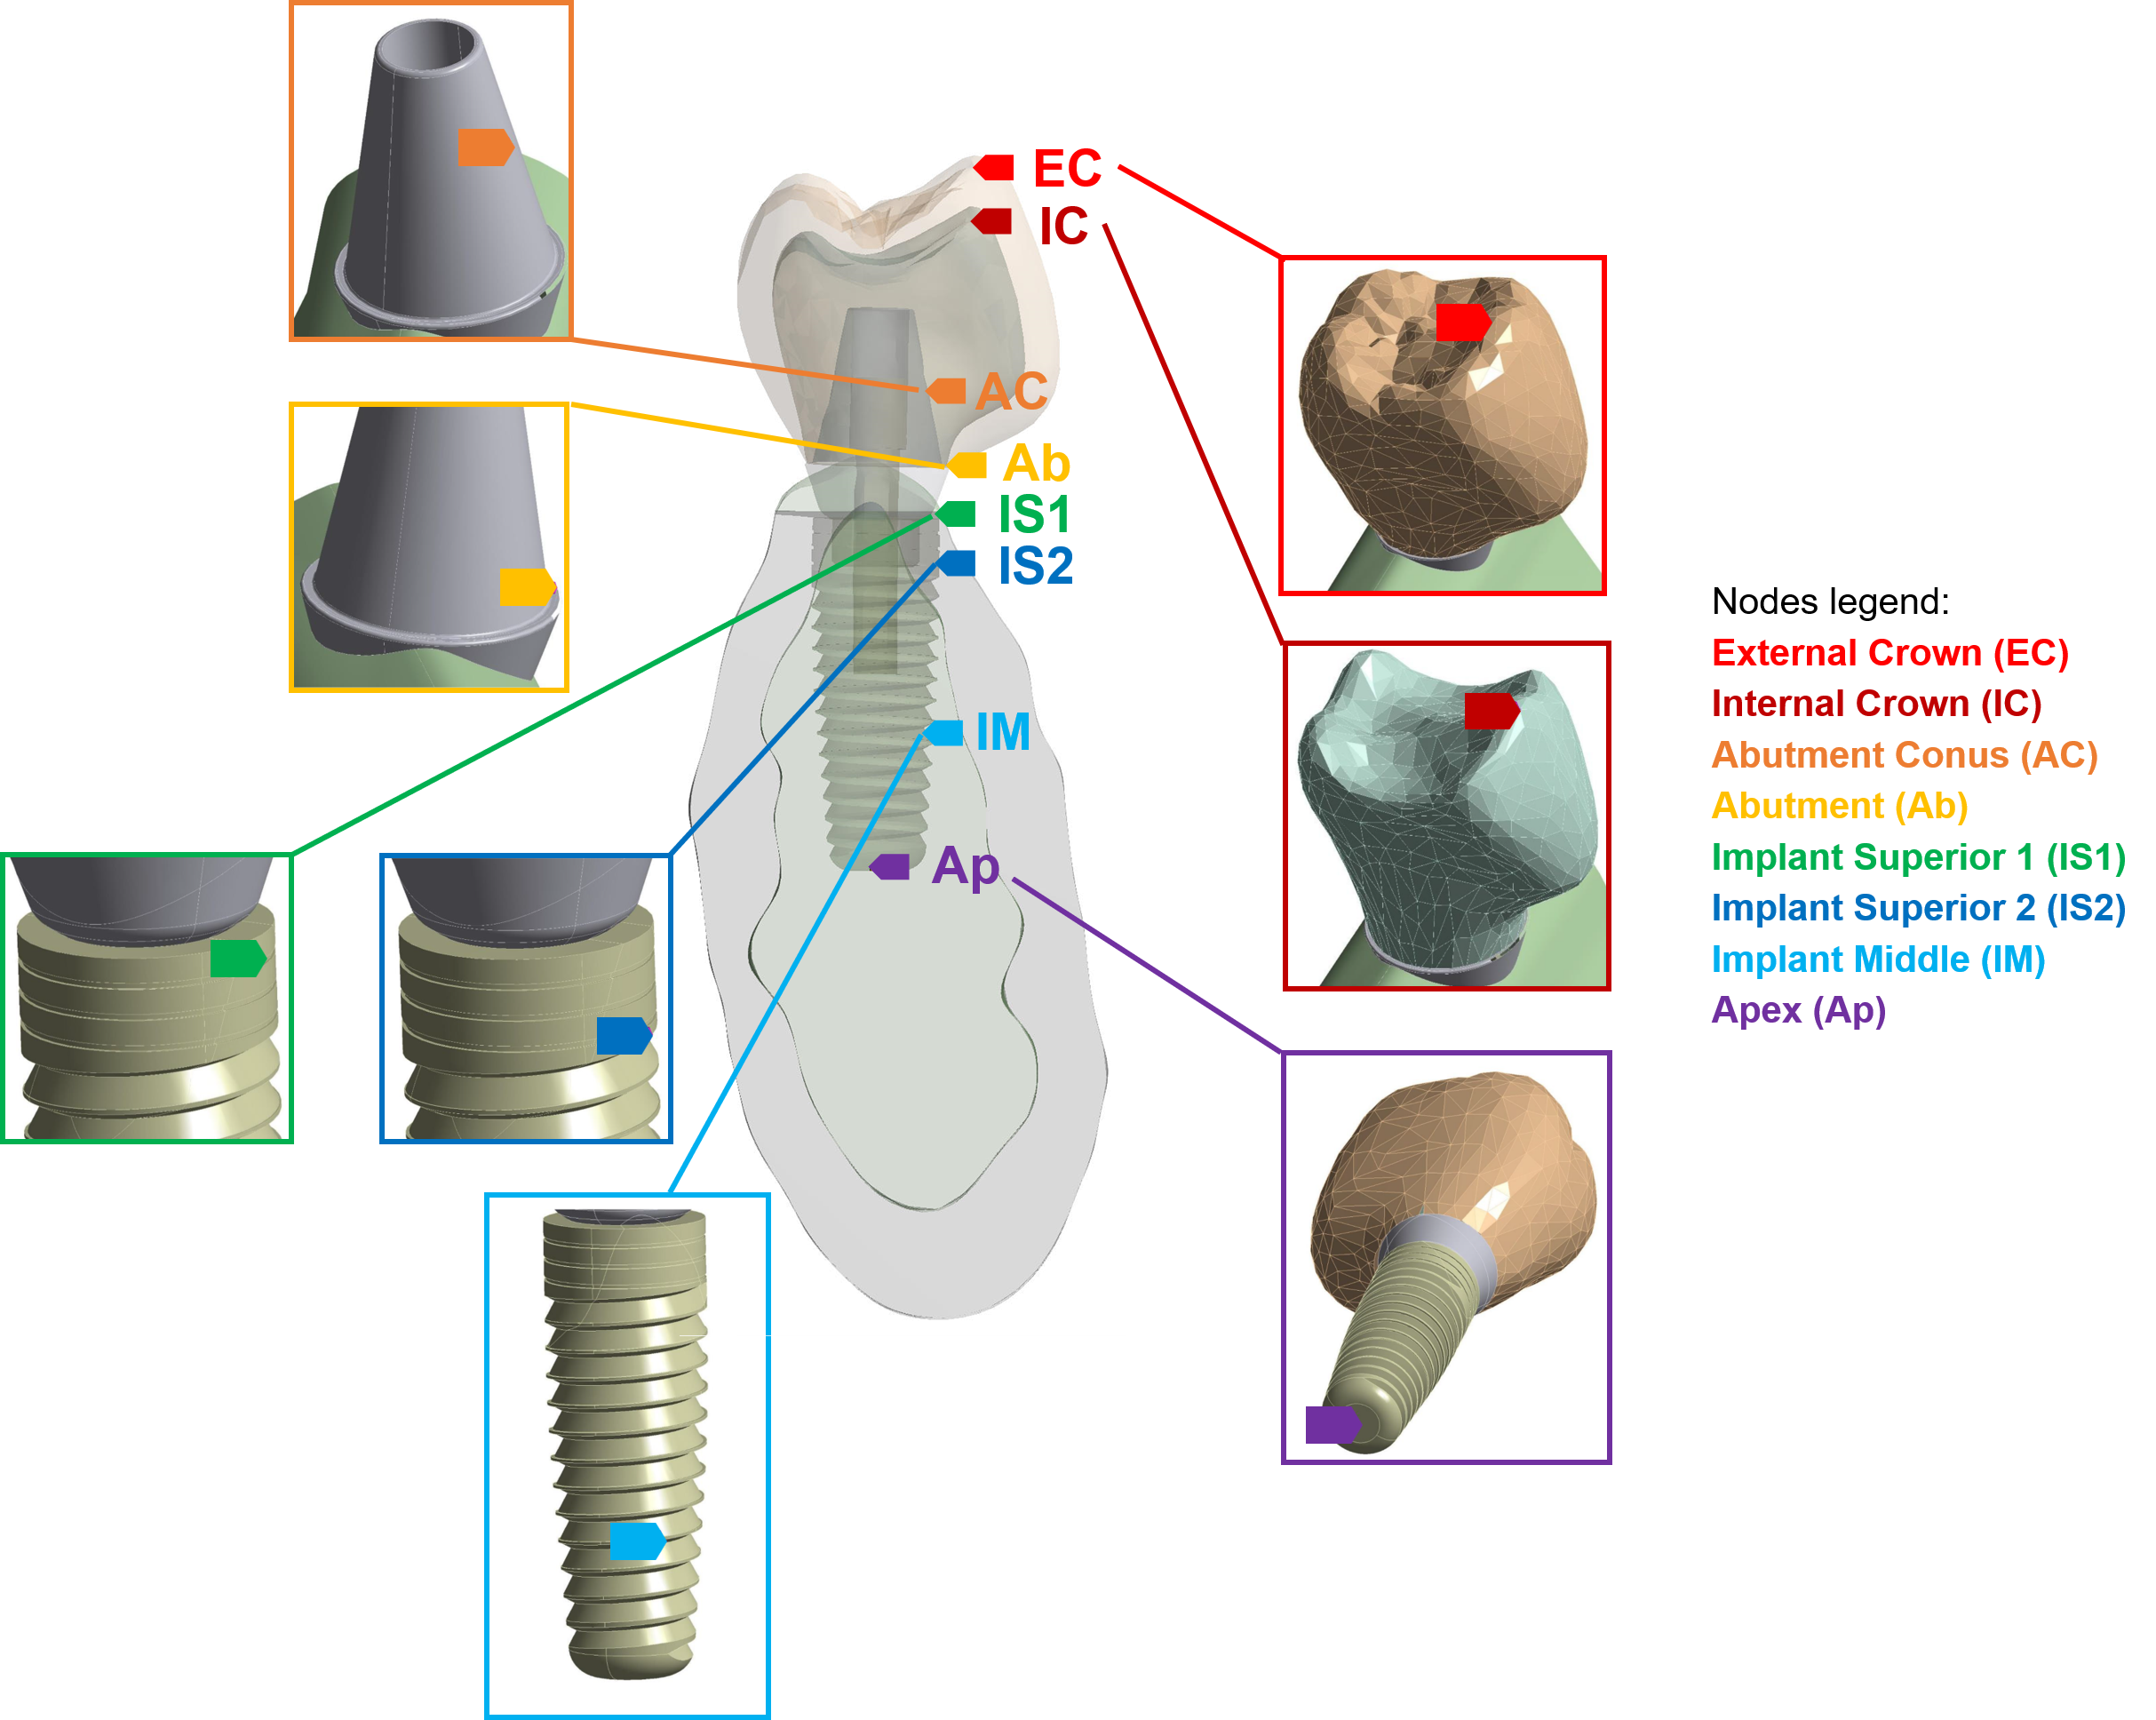 EC
IC
AC
Ab
IS1
IS2
IM
Ap
Nodes legend:
External Crown (EC)
Internal Crown (IC)
Abutment Conus (AC)
Abutment (Ab)
Implant Superior 1 (IS1)
Implant Superior 2 (IS2)
Implant Middle (IM)
Apex (Ap)